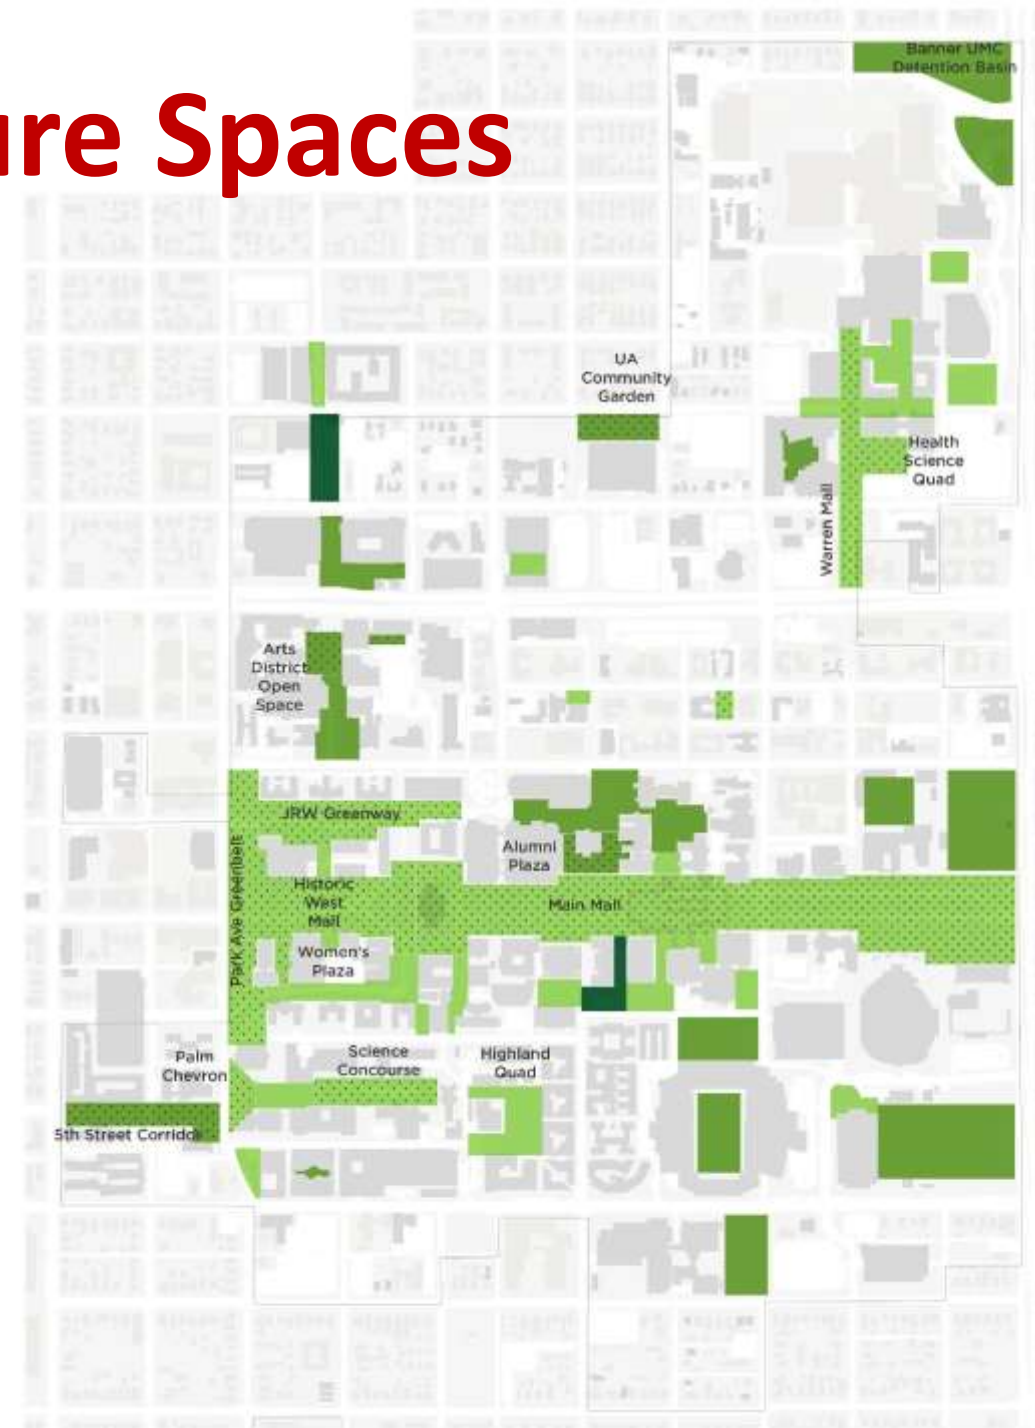 Banner UMC
Detention Basin
ure Spaces
UA
Community
Garden
Health
Science
Quad
Warren Mall
Arts
District
Open
Space
JRW Greenway
Alumni
Plaza
Park Ave Greenbelt
Historic
West
Mall
Main Mall
Women's
Plaza
Palm
Chevron
Science
Concourse
Highland
Quad
5th Street Corridor